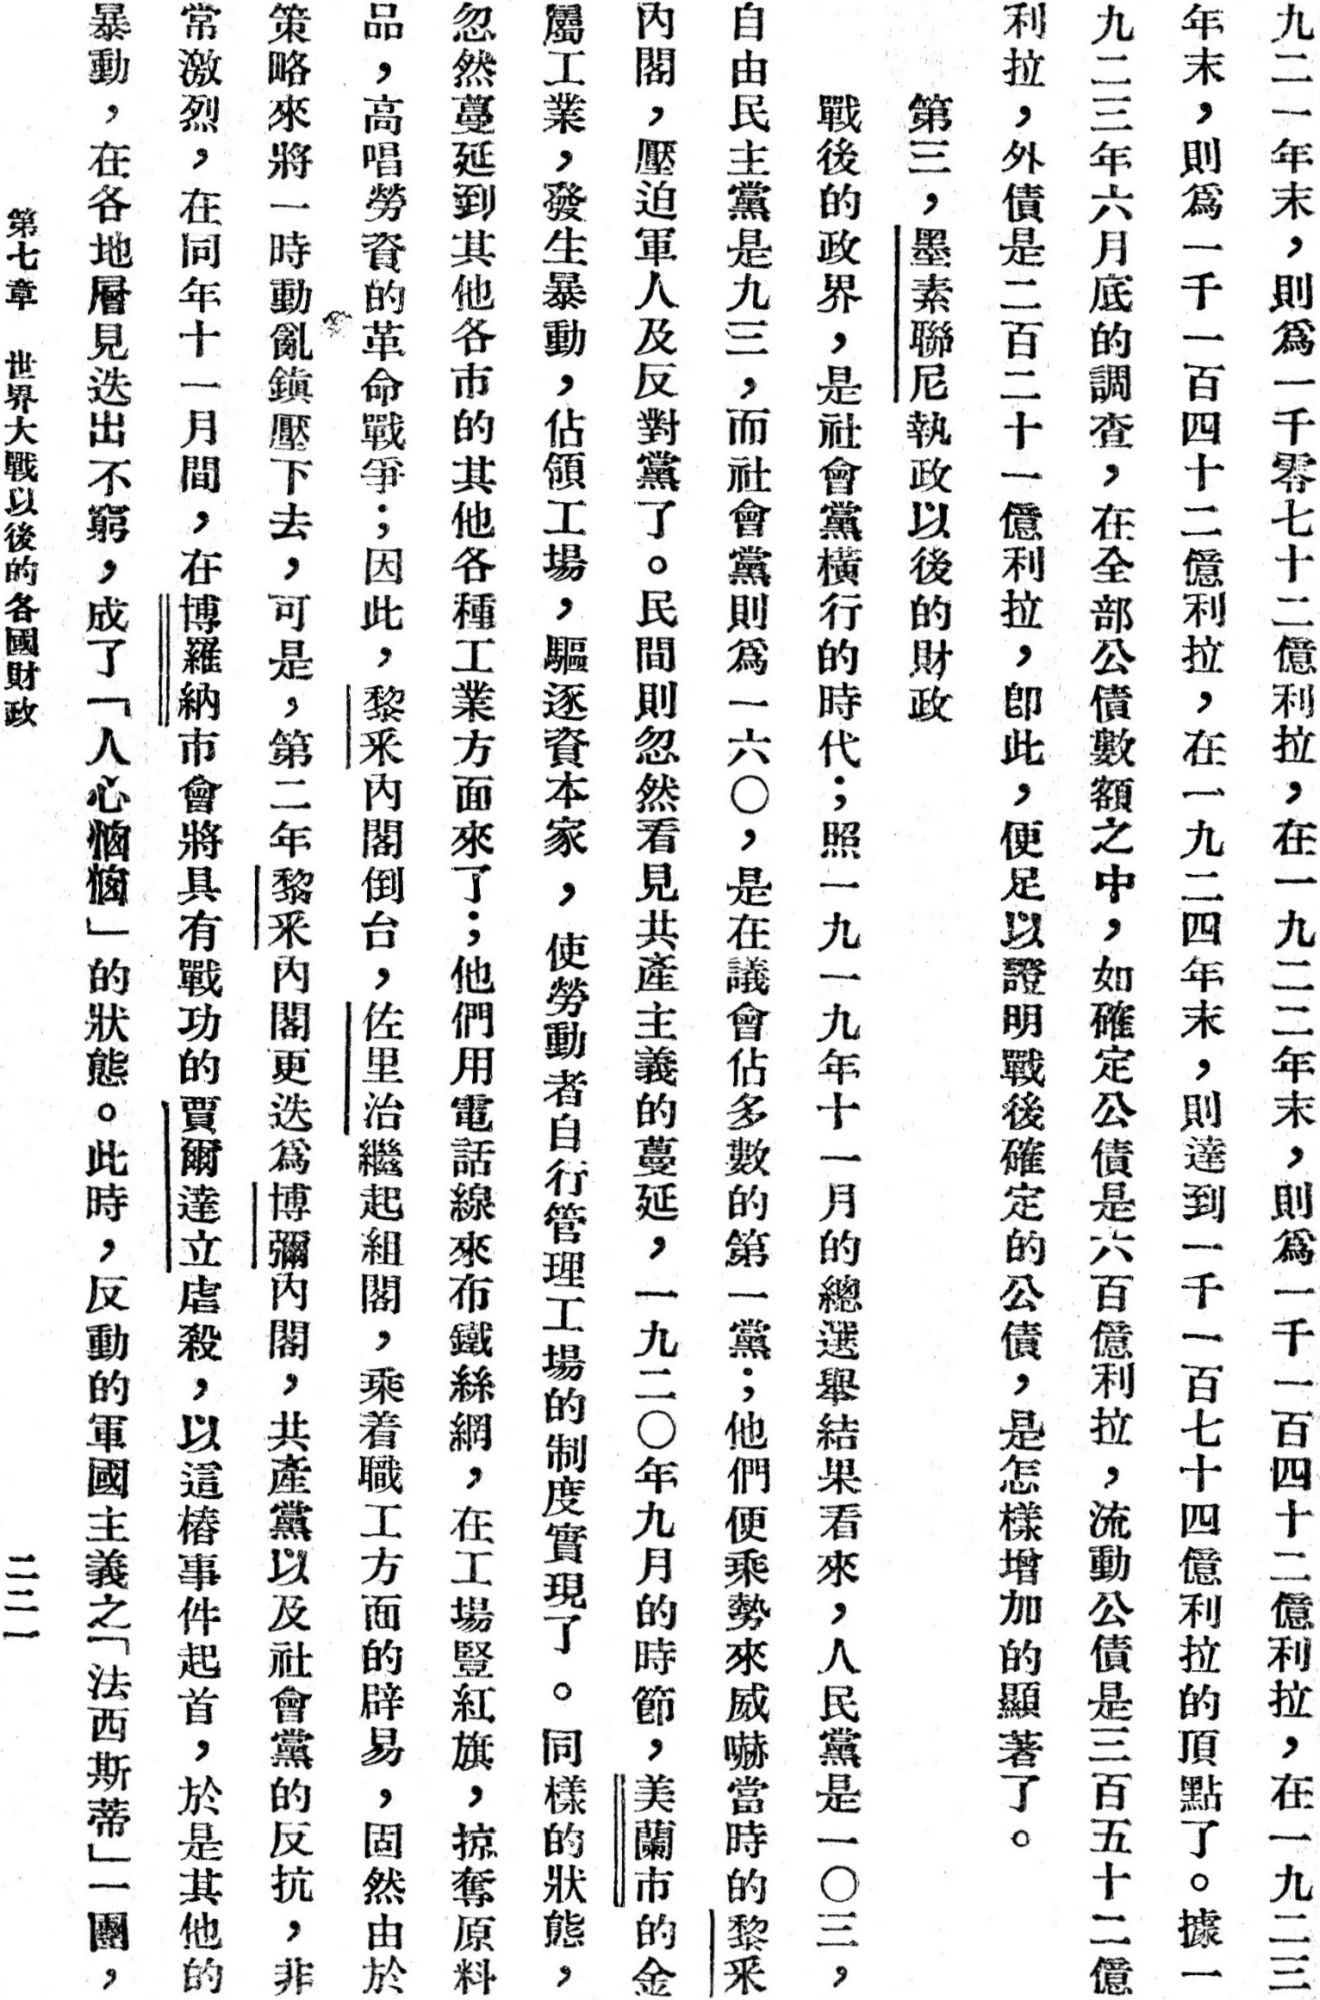 九二一年末，則爲一千零七十二億利拉，在一九二二年末，則爲一千一百四十二億利拉，在一九二三
年末，則爲一千一百四十二億利拉，在一九二四年末，則達到一千一百七十四億利拉的頂點了。據一
九二三年六月底的調查，在全部公債數額之中，如確定公債是六百億利拉，流動公債是三百五十二億
利拉，外債是二百二十一億利拉，卽此，便足以證明戰後確定的公債，是怎樣增加的顯著了。
第三，墨索聯尼執政以後的財政
戰後的政界，是社會黨橫行的時代；照一九一九年十一月的總選舉結果看來，人民黨是一〇三，
自由民主黨是九三，而社會黨則爲一六〇，是在議會佔多數的第一黨；他們便乘勢來威嚇當時的黎釆
內閣，壓迫軍人及反對黨了。民間則忽然看見共產主義的蔓延，一九二〇年九月的時節，美蘭市的金
屬工業，發生暴動，佔領工場，驅逐資本家，使勞動者自行管理工場的制度實現了。同樣的狀態，
忽然蔓延到其他各市的其他各種工業方面來了；他們用電話線來布鐵絲網，在工場豎紅旗，掠奪原料
品，高唱勞資的革命戰爭；因此，黎釆內閣倒台，佐里治繼起組閣，乘着職工方面的辟易，固然由於
策略來將一時動亂鎮壓下去，可是，第二年黎釆內閣更迭爲博彌內閣，共產黨以及社會黨的反抗，非
常激烈，在同年十一月間，在博羅納市會將具有戰功的賈爾達立虐殺，以這樁事件起首，於是其他的
暴動，在各地層見迭出不窮，成了「人心恟恟」的狀態。此時，反動的軍國主義之「法西斯蒂」一團，
第七章　世界大戰以後的各國財政
二二一